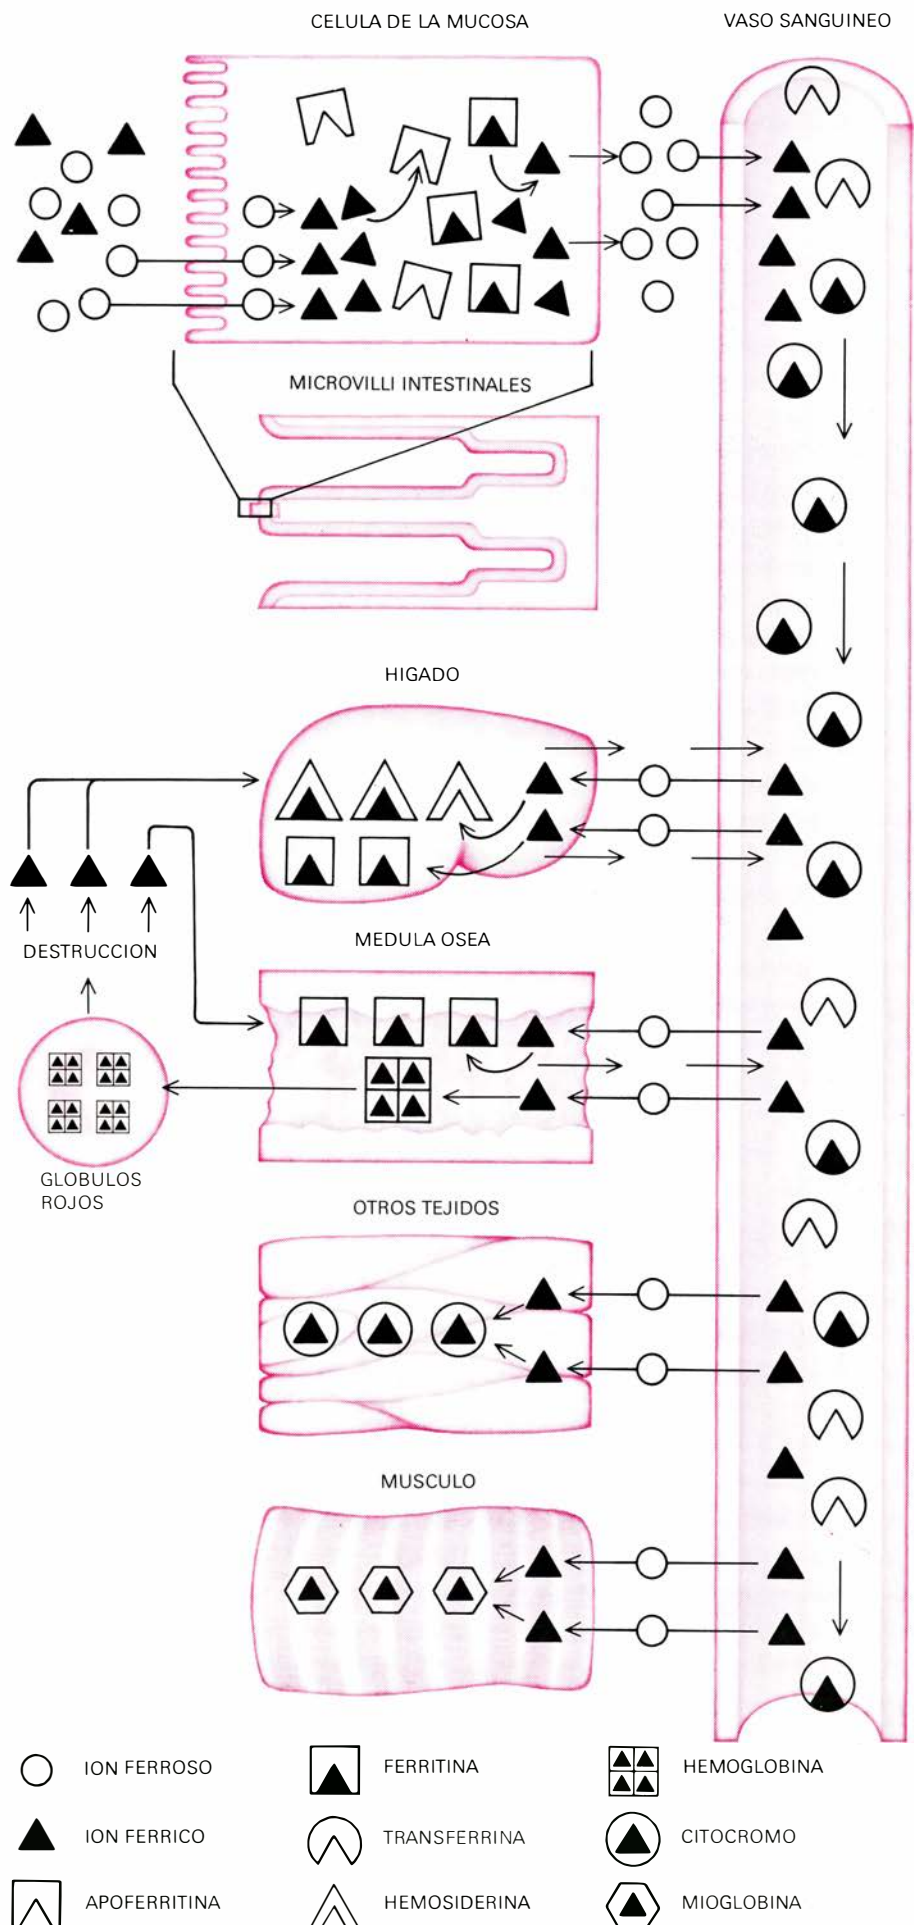 CELULA DE LA MUCOSA
VASO SANGUINEO
MICROVILLI INTESTINALES
HIGADO
DESTRUCCION
MEDULA OSEA
GLOBULOS
ROJOS
OTROS TEJIDOS
MUSCULO
ION FERROSO
FERRITINA
HEMOGLOBINA
ION FERRICO
TRANSFERRINA
CITOCROMO
APOFERRITINA
HEMOSIDERINA
MIOGLOBINA